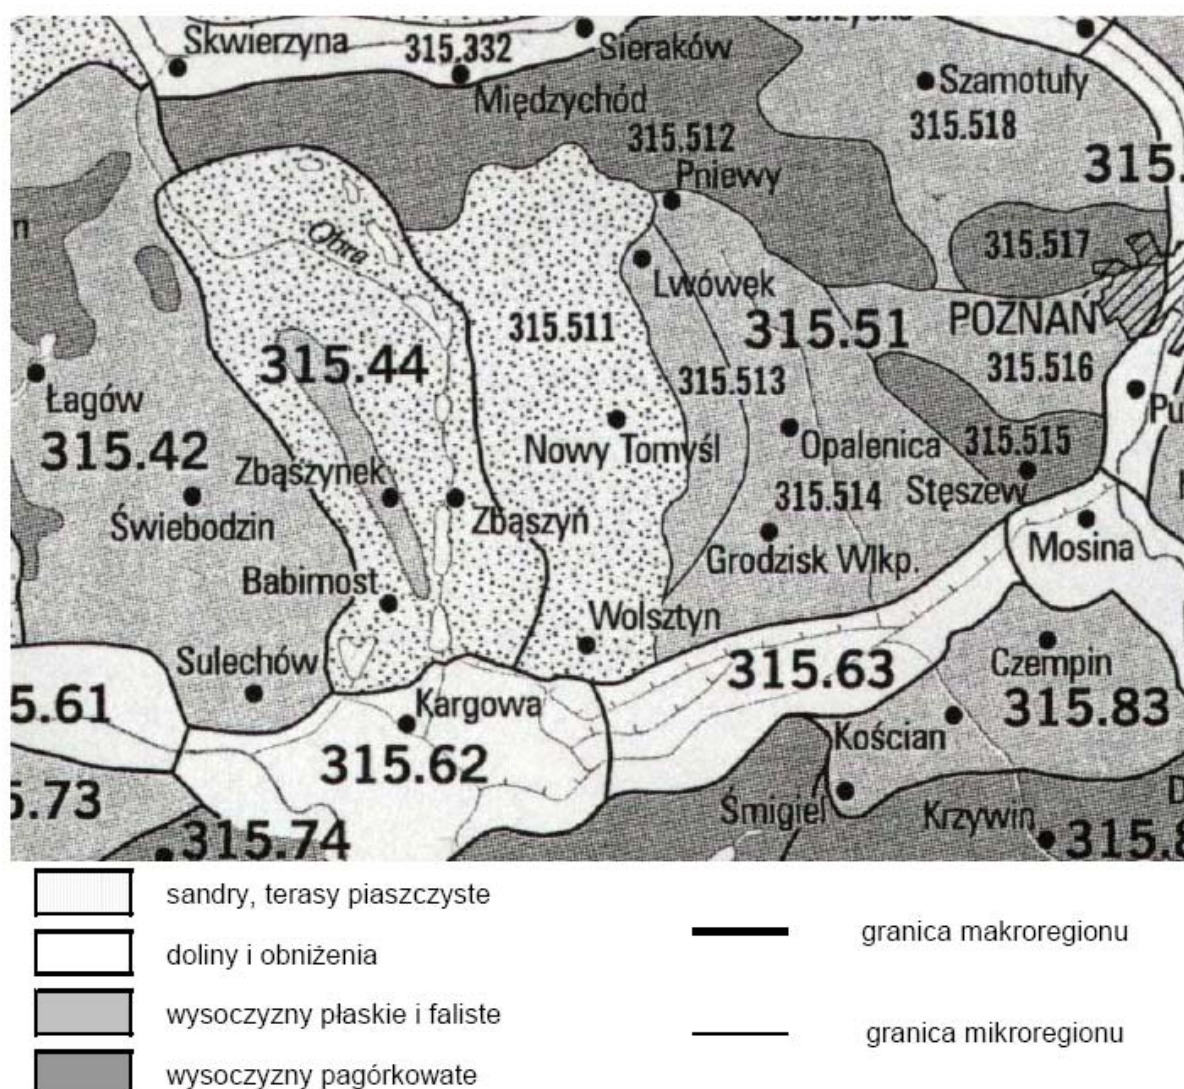 Skwierzyna
315.332
Sieraków
Międzychód
Szamotuły
315.518
315.512
315.
Pniewy
n
Obra
315.517
Lwówek
315.511
315.51
POZNAŃ
315.44
315.513
315.516
Łagów
Pu
315.42
Nowy Tomyśl
Opalenica
315.515
Zbąszynek
315.514
Stęszew
Świebodzin
Zbąszyń
Grodzisk Wlkp.
Mosina
Babimost
Wolsztyn
Sulechów
315.63
Czempin
5.61
Kargowa
315.83
315.62
Kościan
5.73
Śmigiel
Krzywin
D
315.74
315.8
sandry, terasy piaszczyste
granica makroregionu
doliny i obniżenia
wysoczyzny płaskie i faliste
granica mikroregionu
wysoczyzny pagórkowate